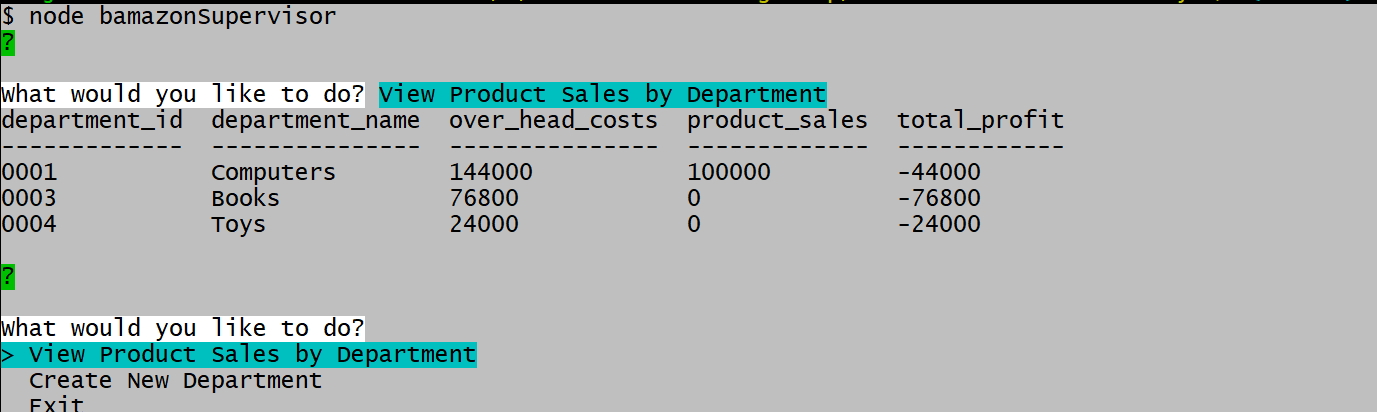 $ node bamazonSupervisor
?
What would you like to do? View Product Sales by Department
department_id  department_name  over_head_costs  product_sales  total_profit
-------------  ---------------  ---------------  -------------  ------------
0001           Computers        144000           100000         -44000
0003           Books            76800            0              -76800
0004           Toys             24000            0              -24000
?
What would you like to do?
> View Product Sales by Department
  Create New Department
  Exit